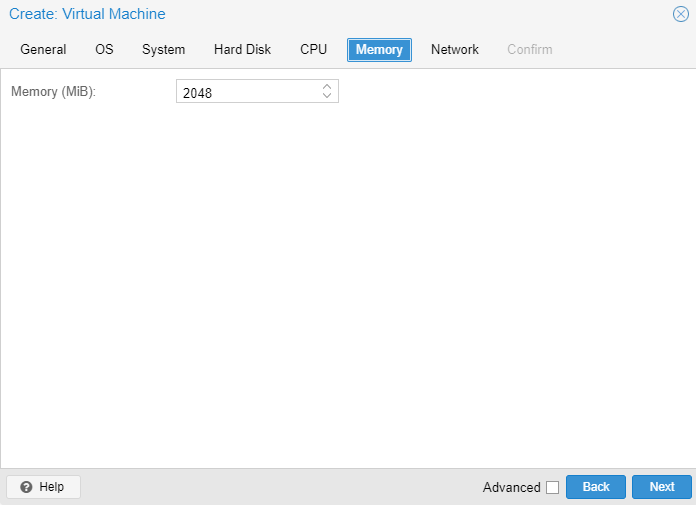 Create: Virtual Machine
General OS System Hard Disk CPU Memory Network Confirm
Memory (MiB): 2048
Help Advanced Back Next